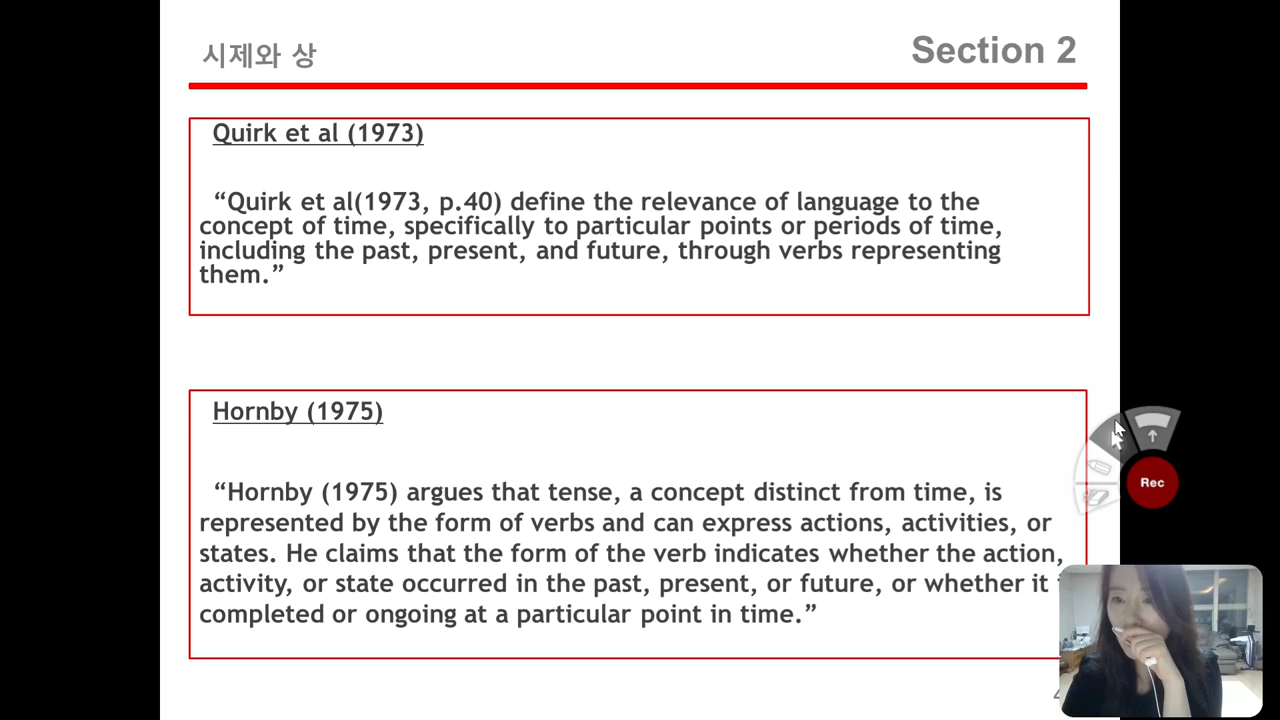 시제와 상
Section 2
Quirk et al (1973)
“Quirk et al(1973, p.40) define the relevance of language to the
concept of time, specifically to particular points or periods of time,
including the past, present, and future, through verbs representing
them.”
Hornby (1975)
“Hornby (1975) argues that tense, a concept distinct from time, is
represented by the form of verbs and can express actions, activities, or
states. He claims that the form of the verb indicates whether the action,
activity, or state occurred in the past, present, or future, or whether it
completed or ongoing at a particular point in time.”
Rec